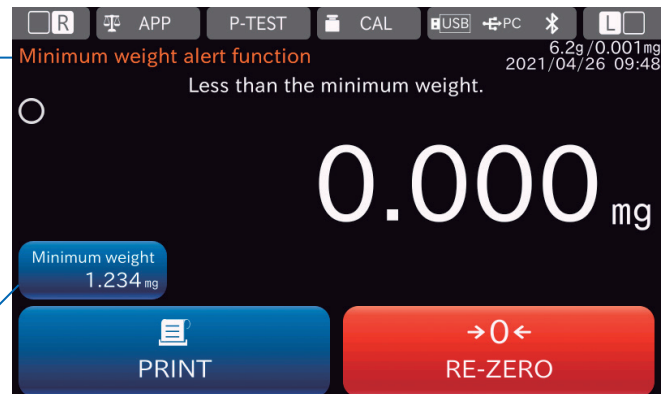 R APP P-TEST CAL USB PC L
Minimum weight alert function 6.2g/0.001mg
2021/04/26 09:48
Less than the minimum weight.
0.000 mg
Minimum weight
1.234 mg
→0←
PRINT RE-ZERO